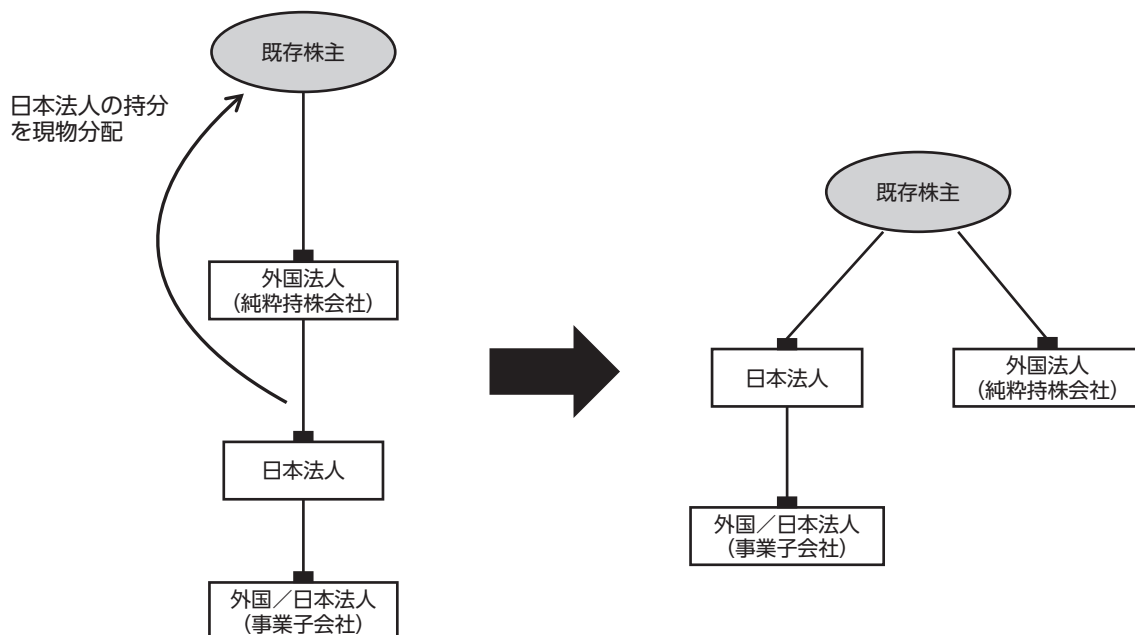 既存株主
日本法人の持分
を現物分配
外国法人
（純粋持株会社）
日本法人
外国／日本法人
（事業子会社）
既存株主
日本法人
外国法人
（純粋持株会社）
外国／日本法人
（事業子会社）